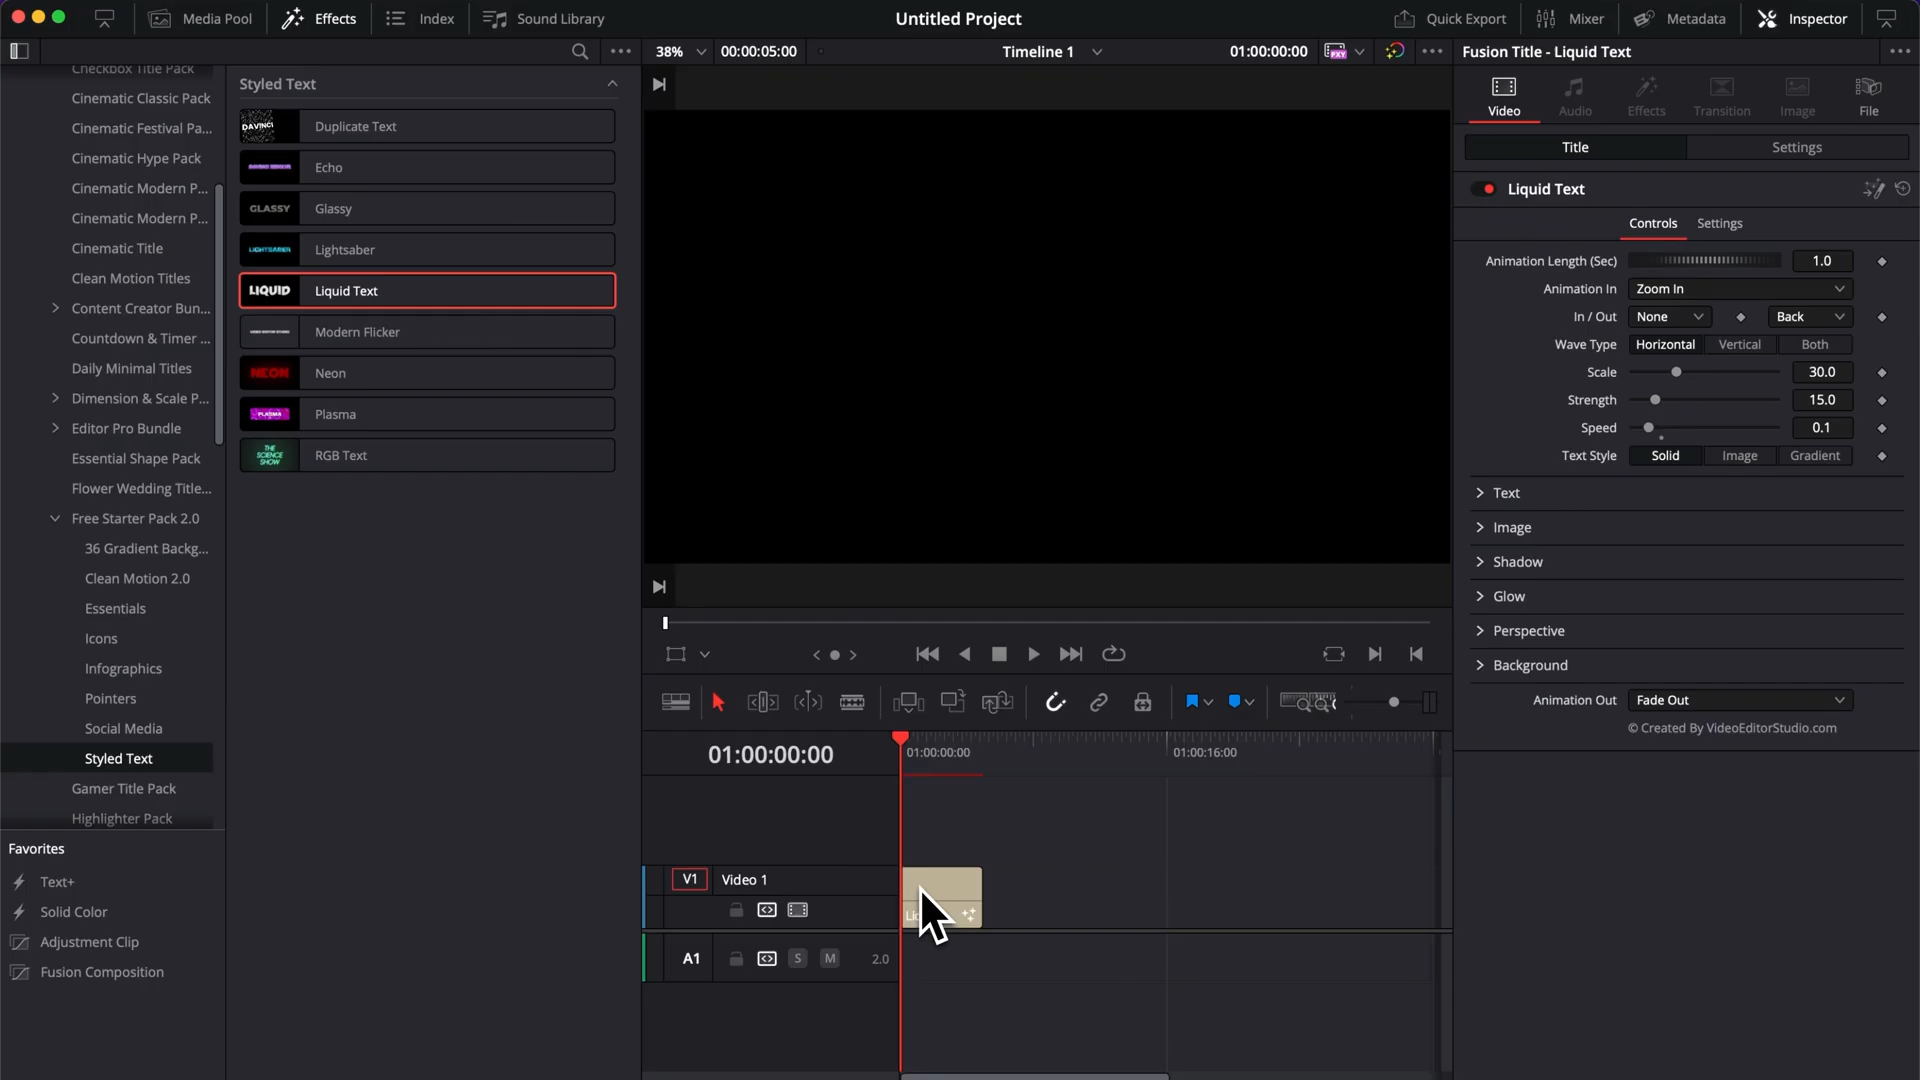 Media Pool
Effects
Index
Sound Library
Untitled Project
Quick Export
Mixer
Metadata
Inspector
38%
00:00:05:00
Timeline 1
01:00:00:00
PXY
Fusion Title - Liquid Text
Checkbox Title Pack
Cinematic Classic Pack
Cinematic Festival Pa...
Cinematic Hype Pack
Cinematic Modern P...
Cinematic Modern P...
Cinematic Title
Clean Motion Titles
Content Creator Bun...
Countdown & Timer ...
Daily Minimal Titles
Dimension & Scale P...
Editor Pro Bundle
Essential Shape Pack
Flower Wedding Title...
Free Starter Pack 2.0
36 Gradient Backg...
Clean Motion 2.0
Essentials
Icons
Infographics
Pointers
Social Media
Styled Text
Gamer Title Pack
Highlighter Pack
Favorites
Text+
Solid Color
Adjustment Clip
Fusion Composition
Styled Text
DAVINCI
Duplicate Text
Echo
GLASSY
Glassy
LIGHTSABER
Lightsaber
LIQUID
Liquid Text
Modern Flicker
NEON
Neon
PLASMA
Plasma
THE
SCIENCE
SHOW
RGB Text
01:00:00:00
01:00:00:00
01:00:16:00
V1
Video 1
A1
S
M
2.0
Video
Audio
Effects
Transition
Image
File
Title
Settings
Liquid Text
Controls
Settings
Animation Length (Sec)
1.0
Animation In
Zoom In
In / Out
None
Back
Wave Type
Horizontal
Vertical
Both
Scale
30.0
Strength
15.0
Speed
0.1
Text Style
Solid
Image
Gradient
Text
Image
Shadow
Glow
Perspective
Background
Animation Out
Fade Out
© Created By VideoEditorStudio.com